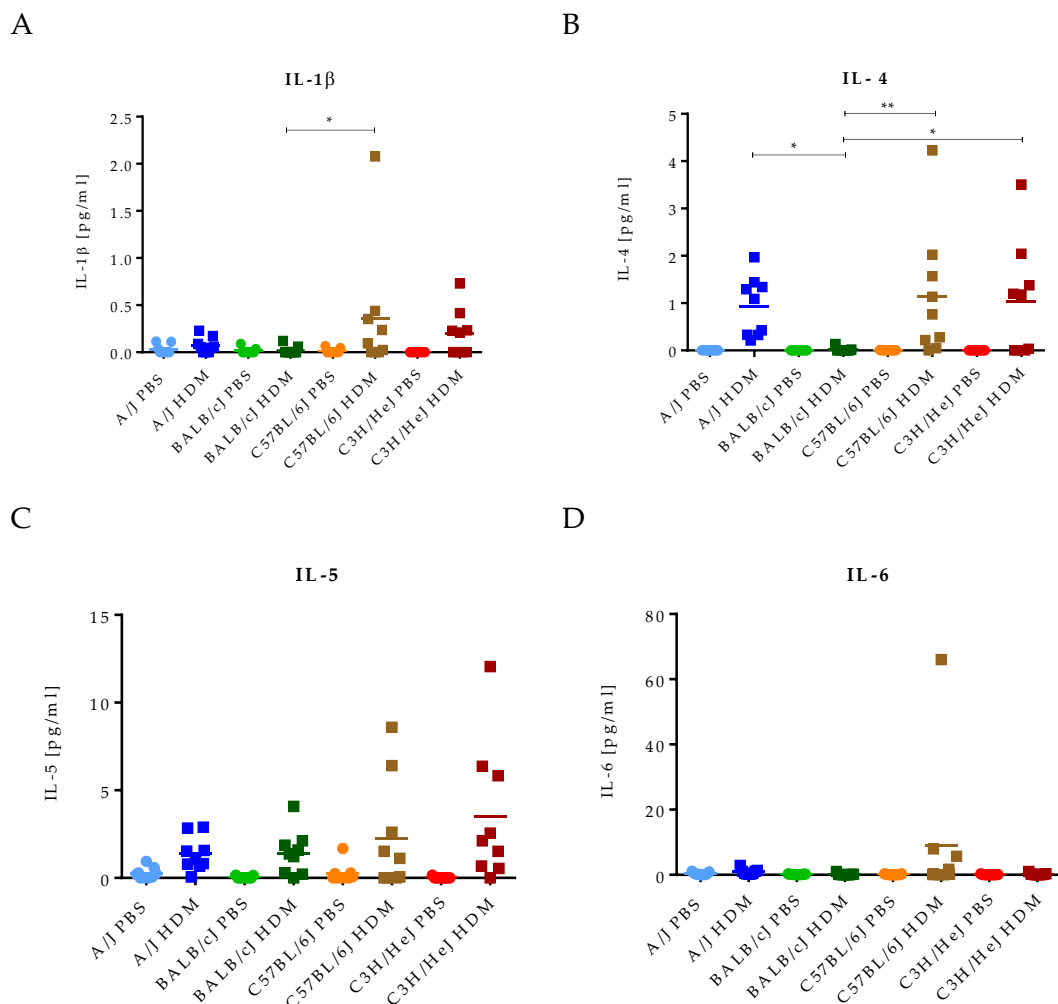 A
IL-1β
2.5
2.0
1.5
1.0
0.5
0.0
IL-1β [pg/ml]
*
A/J PBS
A/J HDM
BALB/cJ PBS
BALB/cJ HDM
C57BL/6J PBS
C57BL/6J HDM
C3H/HeJ PBS
C3H/HeJ HDM
B
IL- 4
5
4
3
2
1
0
IL-4 [pg/ml]
**
*
*
A/J PBS
A/J HDM
BALB/cJ PBS
BALB/cJ HDM
C57BL/6J PBS
C57BL/6J HDM
C3H/HeJ PBS
C3H/HeJ HDM
C
IL-5
15
10
5
0
IL-5 [pg/ml]
A/J PBS
A/J HDM
BALB/cJ PBS
BALB/cJ HDM
C57BL/6J PBS
C57BL/6J HDM
C3H/HeJ PBS
C3H/HeJ HDM
D
IL-6
80
60
40
20
0
IL-6 [pg/ml]
A/J PBS
A/J HDM
BALB/cJ PBS
BALB/cJ HDM
C57BL/6J PBS
C57BL/6J HDM
C3H/HeJ PBS
C3H/HeJ HDM